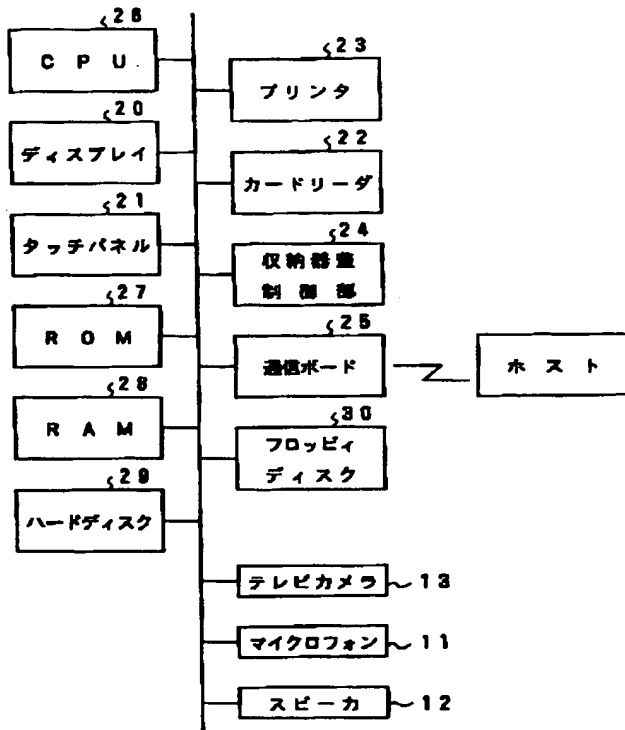 26
CPU
20
ディスプレイ
21
タッチパネル
27
ROM
28
RAM
29
ハードディスク
23
プリンタ
22
カードリーダ
24
収納器蓋
制御部
25
通信ボード
ホスト
30
フロッピィ
ディスク
テレビカメラ 13
マイクロフォン 11
スピーカ 12